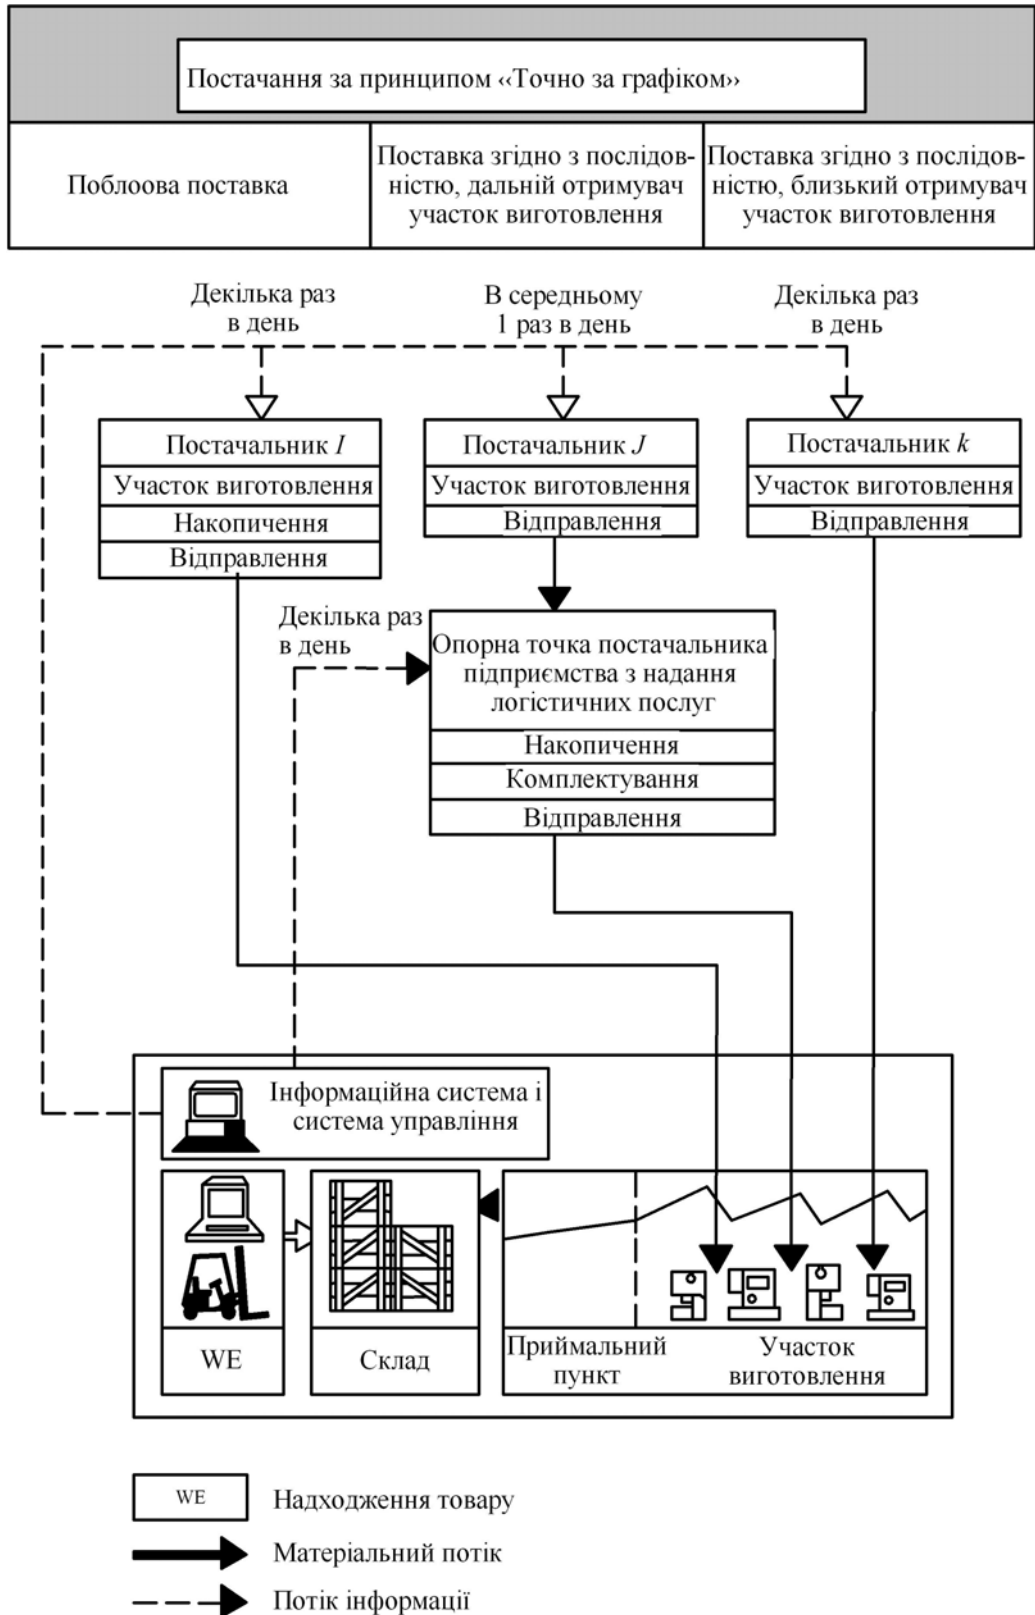 Постачання за принципом «Точно за графіком»
Поблоова поставка
Поставка згідно з послідов-
ністю, дальній отримувач
участок виготовлення
Поставка згідно з послідов-
ністю, близький отримувач
участок виготовлення
Декілька раз
в день
В середньому
1 раз в день
Декілька раз
в день
Постачальник I
Участок виготовлення
Накопичення
Відправлення
Постачальник J
Участок виготовлення
Відправлення
Постачальник k
Участок виготовлення
Відправлення
Декілька раз
в день
Опорна точка постачальника
підприємства з надання
логістичних послуг
Накопичення
Комплектування
Відправлення
Інформаційна система і
система управління
WE
Склад
Приймальний
пункт
Участок
виготовлення
WE
Надходження товару
Матеріальний потік
Потік інформації